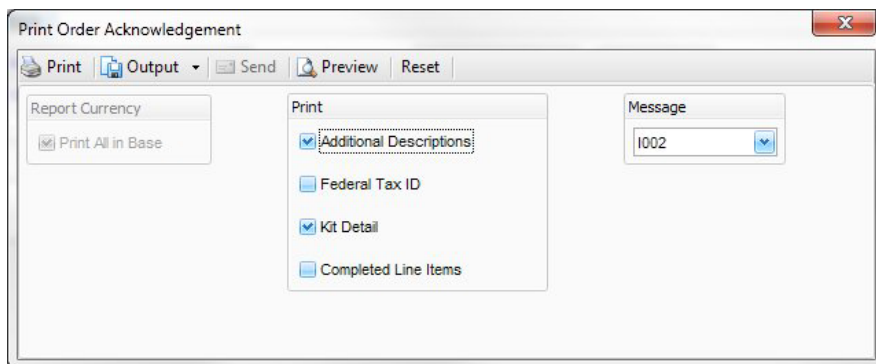 Print Order Acknowledgement
Print Output Send Preview Reset
Report Currency
Print All in Base
Print
Additional Descriptions
Federal Tax ID
Kit Detail
Completed Line Items
Message
I002